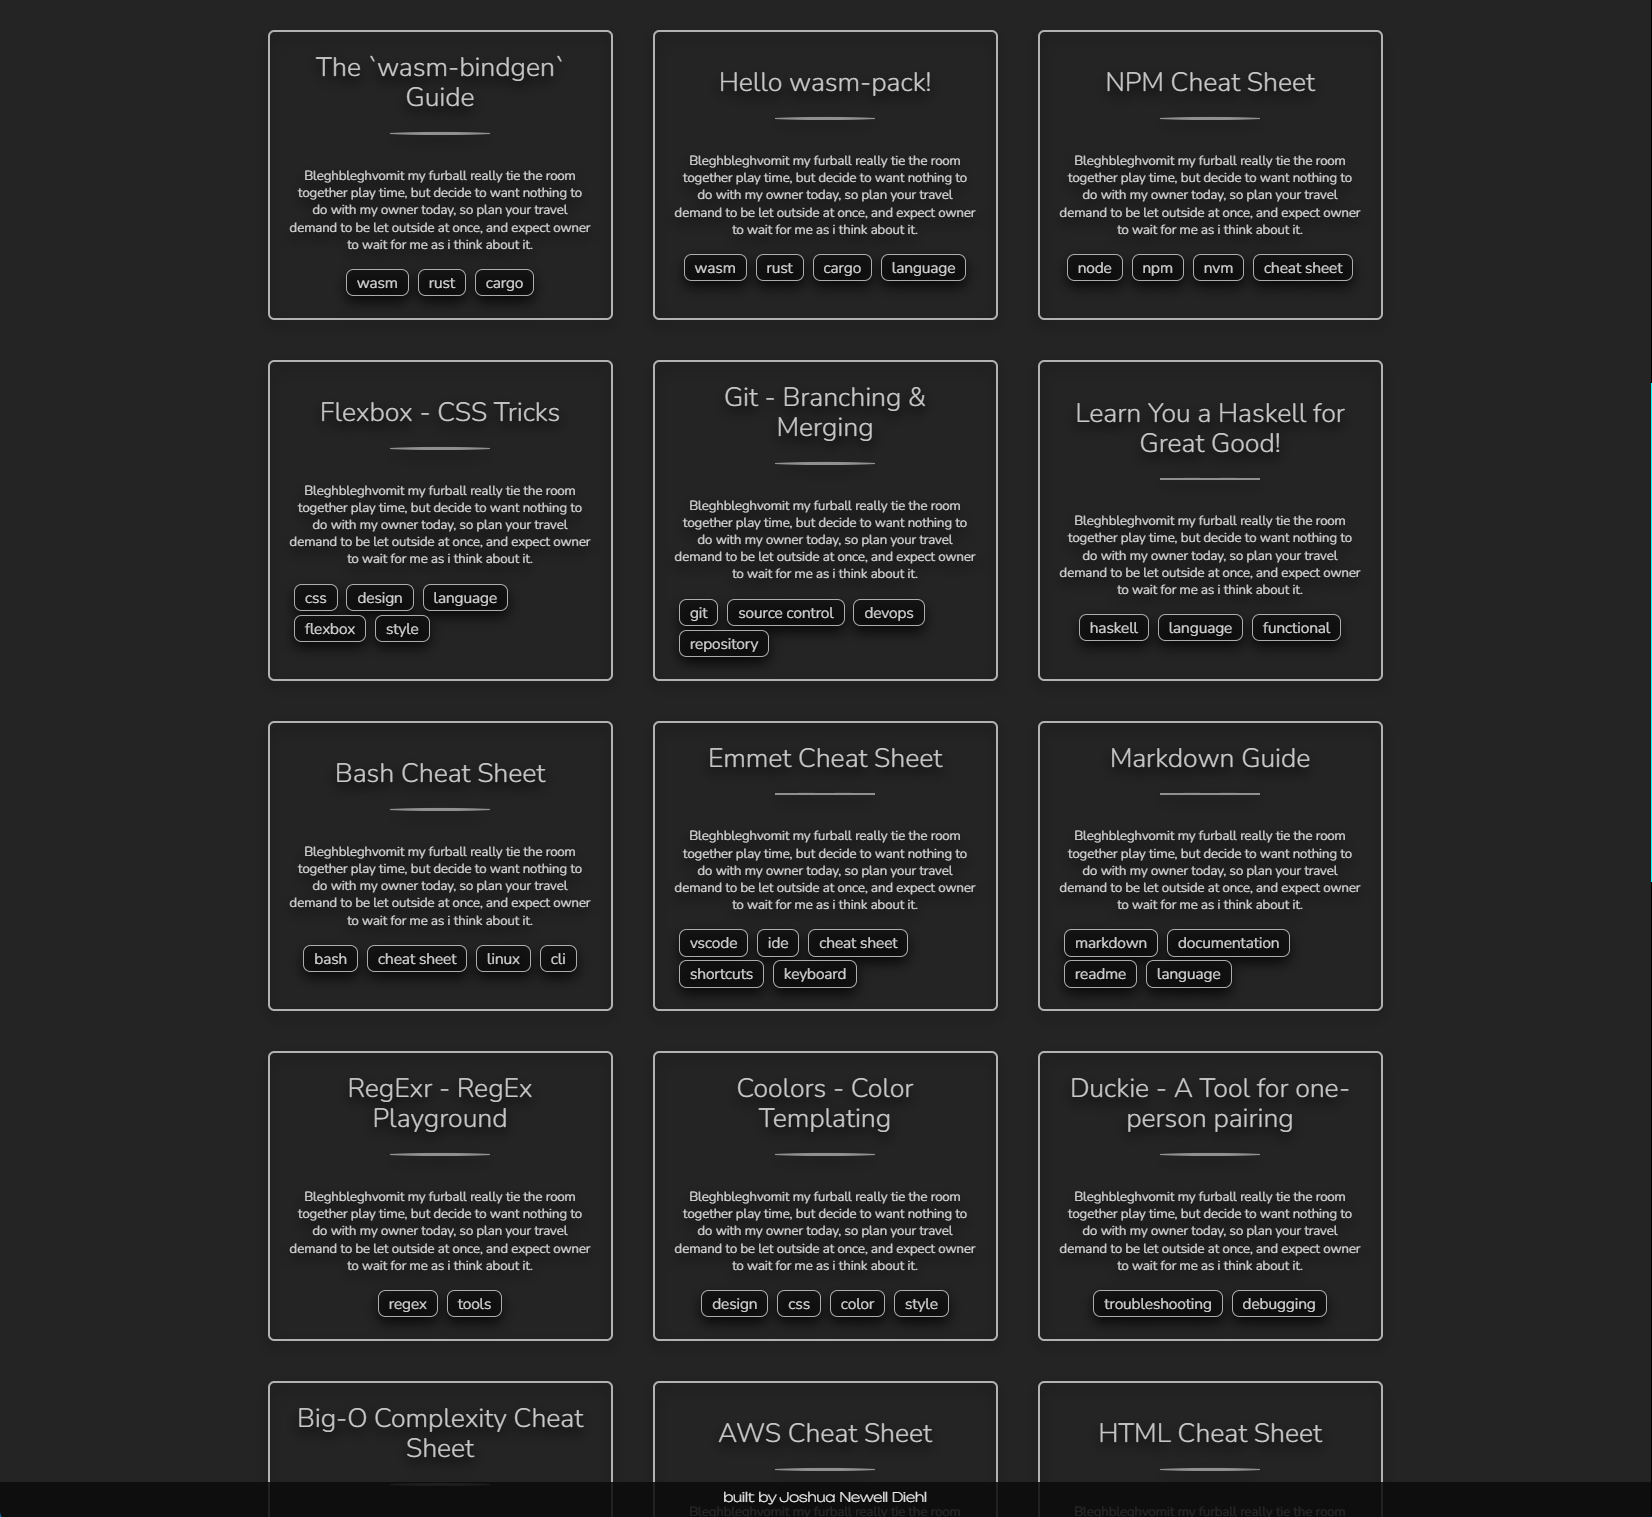 The `wasm-bindgen`
Guide
Bleghbleghvomit my furball really tie the room
together play time, but decide to want nothing to
do with my owner today, so plan your travel
demand to be let outside at once, and expect owner
to wait for me as i think about it.
wasm rust cargo
Hello wasm-pack!
Bleghbleghvomit my furball really tie the room
together play time, but decide to want nothing to
do with my owner today, so plan your travel
demand to be let outside at once, and expect owner
to wait for me as i think about it.
wasm rust cargo language
NPM Cheat Sheet
Bleghbleghvomit my furball really tie the room
together play time, but decide to want nothing to
do with my owner today, so plan your travel
demand to be let outside at once, and expect owner
to wait for me as i think about it.
node npm nvm cheat sheet
Flexbox - CSS Tricks
Bleghbleghvomit my furball really tie the room
together play time, but decide to want nothing to
do with my owner today, so plan your travel
demand to be let outside at once, and expect owner
to wait for me as i think about it.
css design language
flexbox style
Git - Branching &
Merging
Bleghbleghvomit my furball really tie the room
together play time, but decide to want nothing to
do with my owner today, so plan your travel
demand to be let outside at once, and expect owner
to wait for me as i think about it.
git source control devops
repository
Learn You a Haskell for
Great Good!
Bleghbleghvomit my furball really tie the room
together play time, but decide to want nothing to
do with my owner today, so plan your travel
demand to be let outside at once, and expect owner
to wait for me as i think about it.
haskell language functional
Bash Cheat Sheet
Bleghbleghvomit my furball really tie the room
together play time, but decide to want nothing to
do with my owner today, so plan your travel
demand to be let outside at once, and expect owner
to wait for me as i think about it.
bash cheat sheet linux cli
Emmet Cheat Sheet
Bleghbleghvomit my furball really tie the room
together play time, but decide to want nothing to
do with my owner today, so plan your travel
demand to be let outside at once, and expect owner
to wait for me as i think about it.
vscode ide cheat sheet
shortcuts keyboard
Markdown Guide
Bleghbleghvomit my furball really tie the room
together play time, but decide to want nothing to
do with my owner today, so plan your travel
demand to be let outside at once, and expect owner
to wait for me as i think about it.
markdown documentation
readme language
RegExr - RegEx
Playground
Bleghbleghvomit my furball really tie the room
together play time, but decide to want nothing to
do with my owner today, so plan your travel
demand to be let outside at once, and expect owner
to wait for me as i think about it.
regex tools
Coolors - Color
Templating
Bleghbleghvomit my furball really tie the room
together play time, but decide to want nothing to
do with my owner today, so plan your travel
demand to be let outside at once, and expect owner
to wait for me as i think about it.
design css color style
Duckie - A Tool for one-
person pairing
Bleghbleghvomit my furball really tie the room
together play time, but decide to want nothing to
do with my owner today, so plan your travel
demand to be let outside at once, and expect owner
to wait for me as i think about it.
troubleshooting debugging
Big-O Complexity Cheat
Sheet
AWS Cheat Sheet
Bleghbleghvomit my furball really tie the room
HTML Cheat Sheet
Bleghbleghvomit my furball really tie the room
built by Joshua Newell Diehl